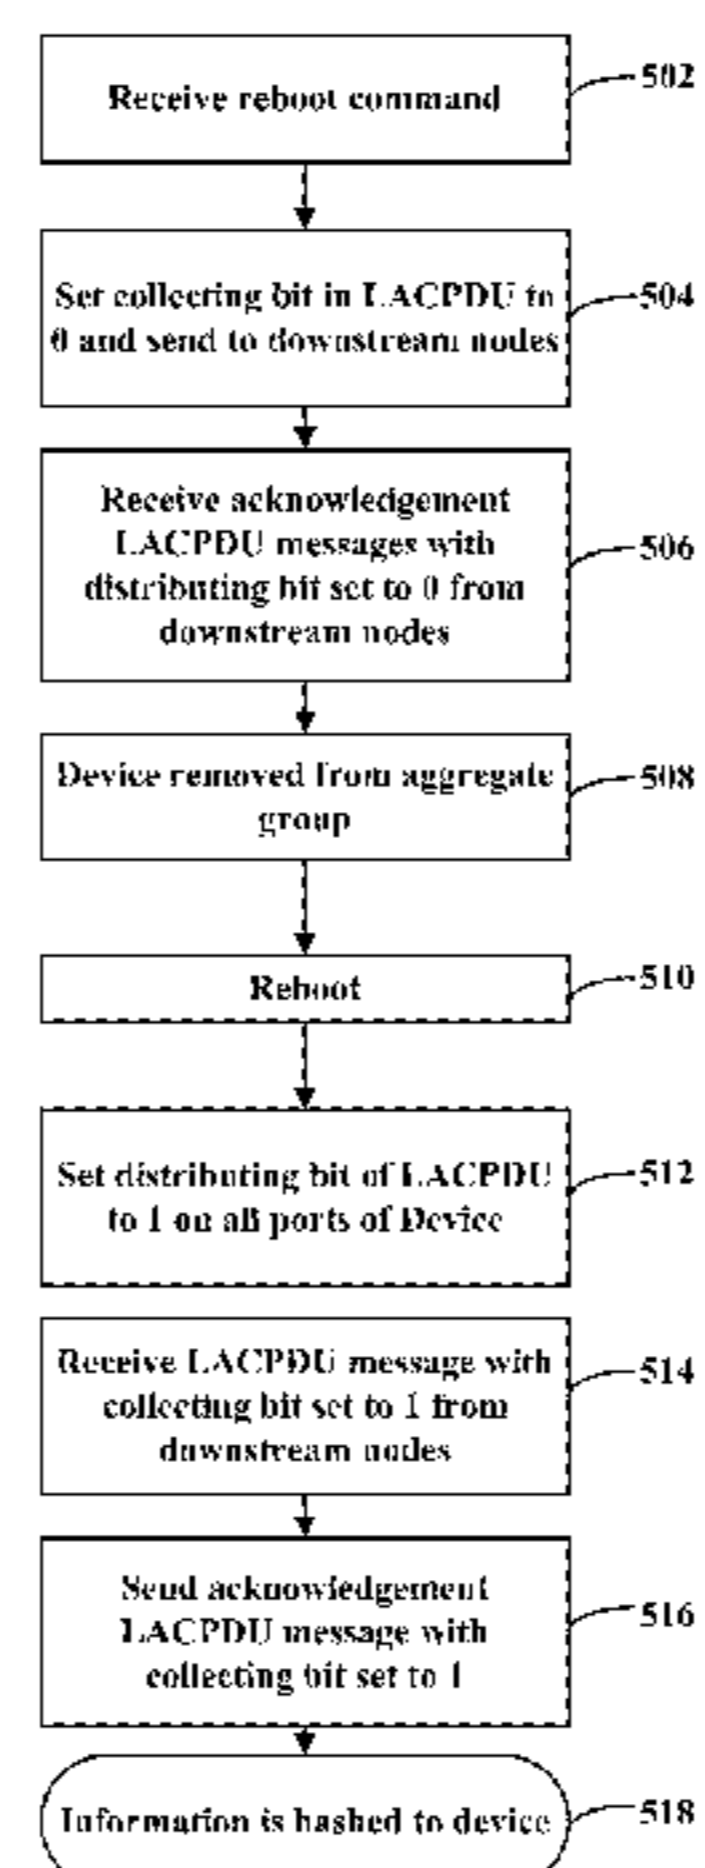 Receive reboot command
502
Set collecting bit in LACPDU to
0 and send to downstream nodes
504
Receive acknowledgement
LACPDU messages with
distributing bit set to 0 from
downstream nodes
506
Device removed from aggregate
group
508
Reboot
510
Set distributing bit of LACPDU
to 1 on all ports of Device
512
Receive LACPDU message with
collecting bit set to 1 from
downstream nodes
514
Send acknowledgement
LACPDU message with
collecting bit set to 1
516
Information is hashed to device
518